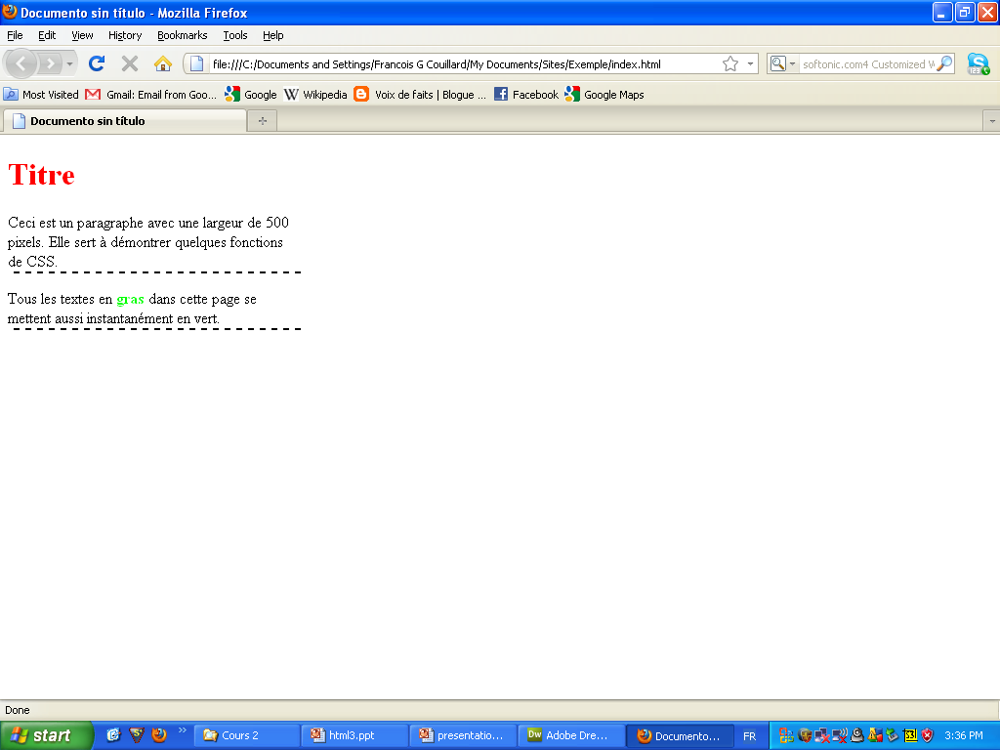 Documento sin título - Mozilla Firefox
File Edit View History Bookmarks Tools Help
file:///C:/Documents and Settings/Francois G Couillard/My Documents/Sites/Exemple/index.html
softonic.com4 Customized
Most Visited Gmail: Email from Goo... Google Wikipedia Voix de faits | Blogue ... Facebook Google Maps
Documento sin título
Titre
Ceci est un paragraphe avec une largeur de 500
pixels. Elle sert à démontrer quelques fonctions
de CSS.
Tous les textes en gras dans cette page se
mettent aussi instantanément en vert.
Done
start Cours 2 html3.ppt presentatio... Adobe Dre... Documento... FR 3:36 PM